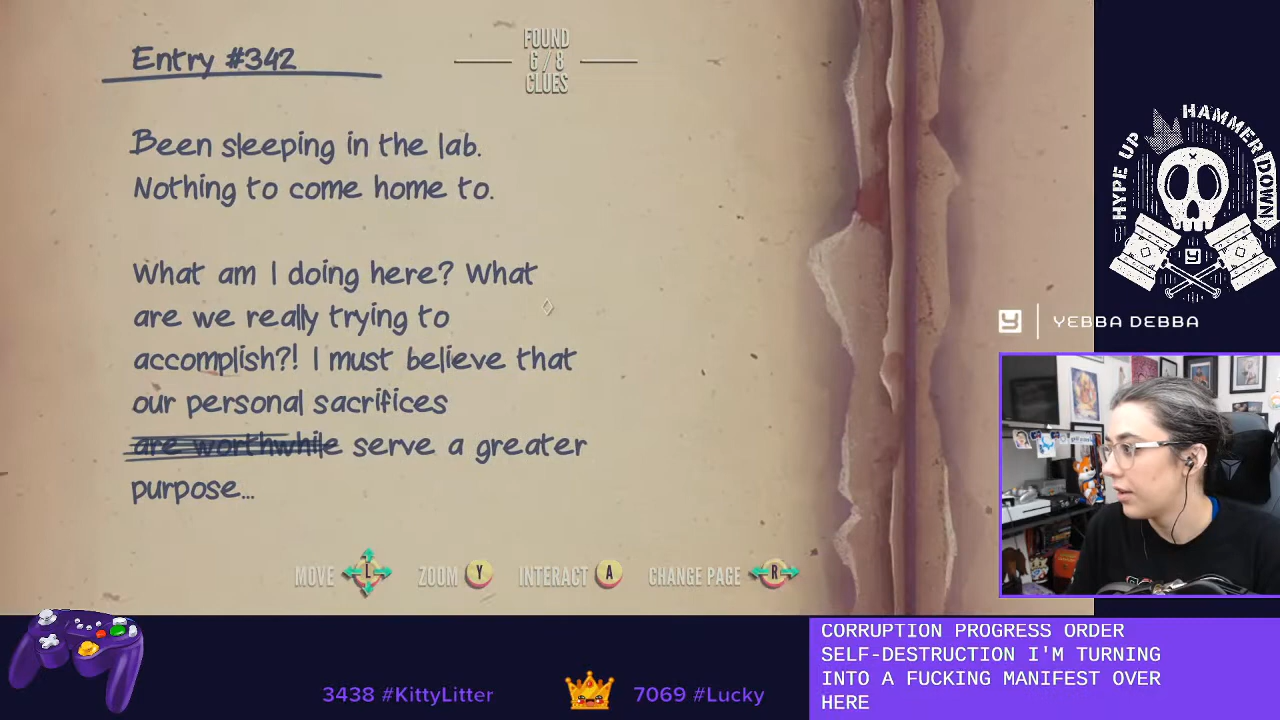 Entry #342
FOUND
6/8
CLUES
Been sleeping in the lab.
Nothing to come home to.
What am I doing here? What
are we really trying to
accomplish?! I must believe that
our personal sacrifices
are worthwhile serve a greater
purpose...
MOVE L ZOOM Y INTERACT A CHANGE PAGE R
HYPE UP
HAMMER DOWN
YEBBA DEBBA
CORRUPTION PROGRESS ORDER
SELF-DESTRUCTION I'M TURNING
INTO A FUCKING MANIFEST OVER
HERE
3438 #KittyLitter
7069 #Lucky